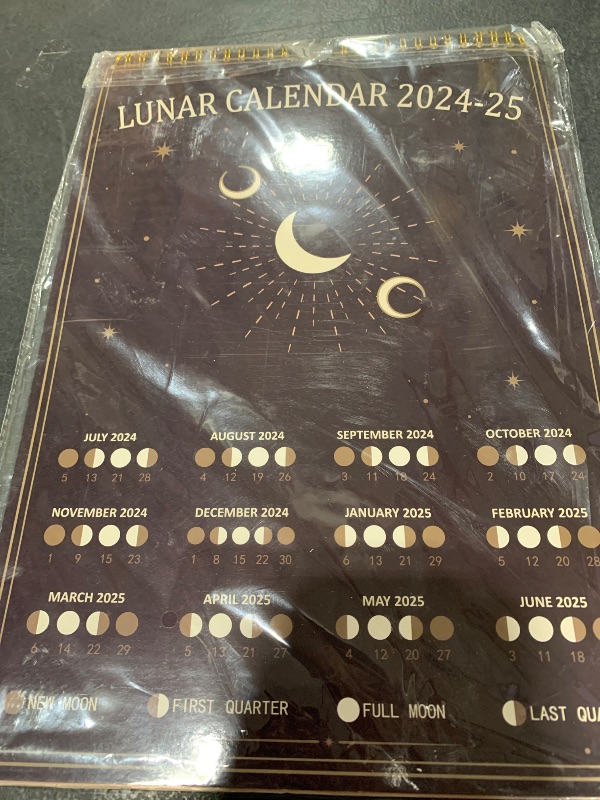 LUNAR CALENDAR 2024-25
JULY 2024 AUGUST 2024 SEPTEMBER 2024 OCTOBER 2024
5 13 21 28 4 12 19 26 3 11 18 24 2 10 17 24
NOVEMBER 2024 DECEMBER 2024 JANUARY 2025 FEBRUARY 2025
1 9 15 23 1 8 15 22 30 6 13 21 29 5 12 20 28
MARCH 2025 APRIL 2025 MAY 2025 JUNE 2025
6 14 22 29 5 13 21 27 4 12 20 27 3 11 18
NEW MOON FIRST QUARTER FULL MOON LAST QUA